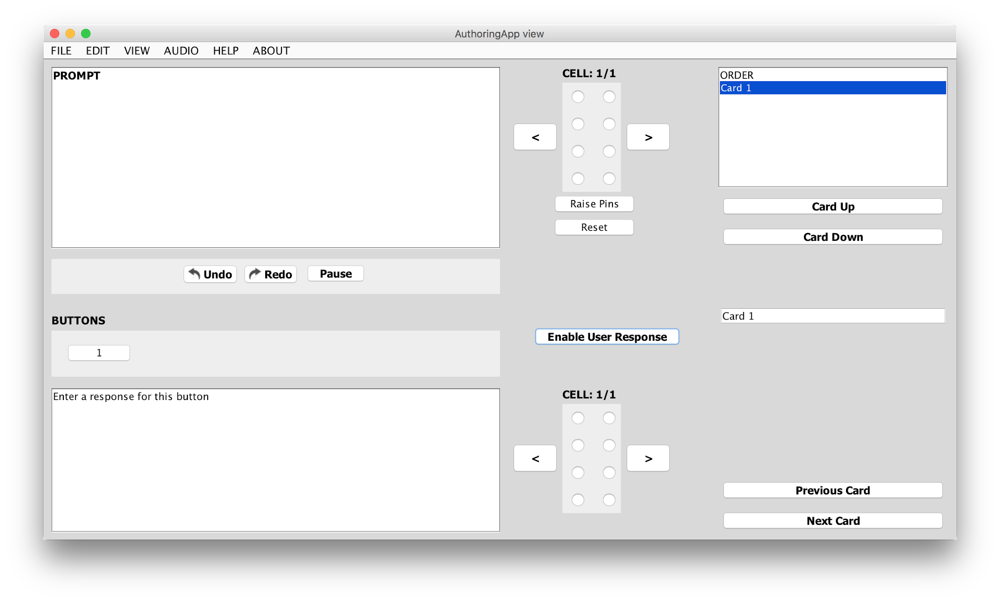 AuthoringApp view
FILE EDIT VIEW AUDIO HELP ABOUT
PROMPT
CELL: 1/1
<
>
Raise Pins
Reset
ORDER
Card 1
Card Up
Card Down
Undo Redo Pause
BUTTONS
1
Enable User Response
Card 1
Enter a response for this button
CELL: 1/1
<
>
Previous Card
Next Card